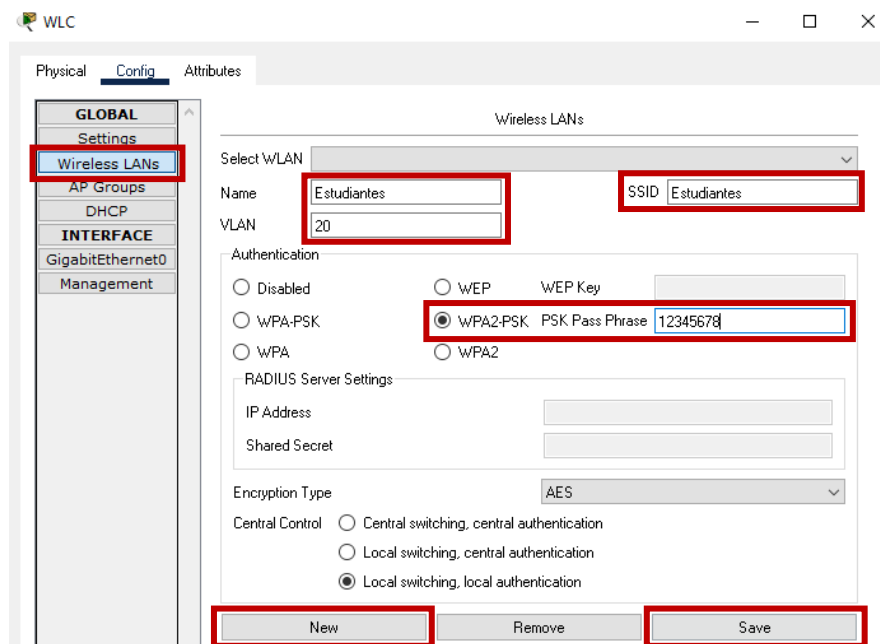 WLC
Physical Config Attributes
GLOBAL
Settings
Wireless LANs
AP Groups
DHCP
INTERFACE
GigabitEthernet0
Management
Wireless LANs
Select WLAN
Name Estudiantes SSID Estudiantes
VLAN 20
Authentication
Disabled WEP WEP Key
WPA-PSK WPA2-PSK PSK Pass Phrase 12345678
WPA WPA2
RADIUS Server Settings
IP Address
Shared Secret
Encryption Type AES
Central Control Central switching, central authentication
Local switching, central authentication
Local switching, local authentication
New Remove Save